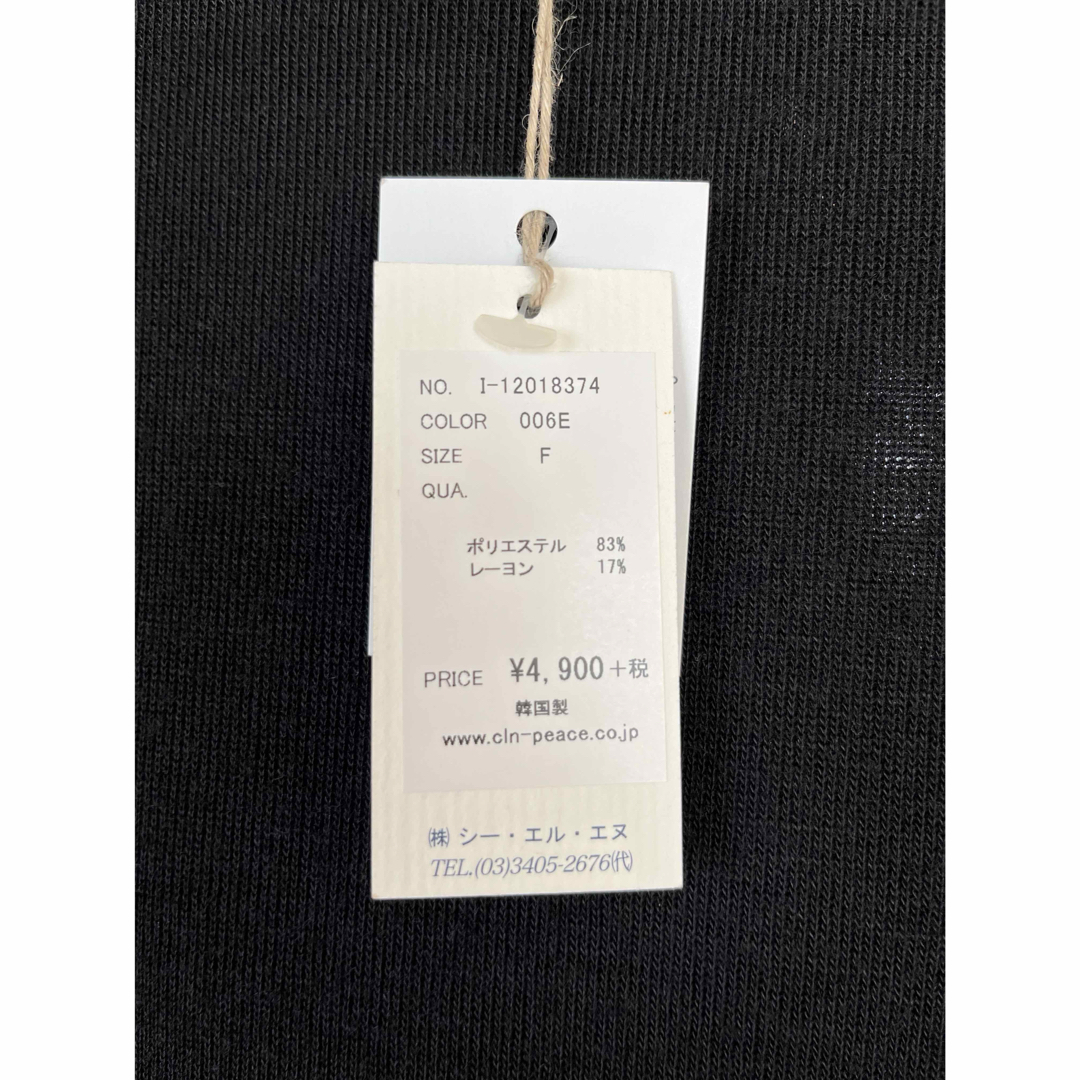 NO. I-12018374
COLOR 006E
SIZE F
QUA.
ポリエステル 83%
レーヨン 17%
PRICE ¥4,900+税
韓国製
www.cln-peace.co.jp
㈱ シー・エル・エヌ
TEL.(03)3405-2676㈹